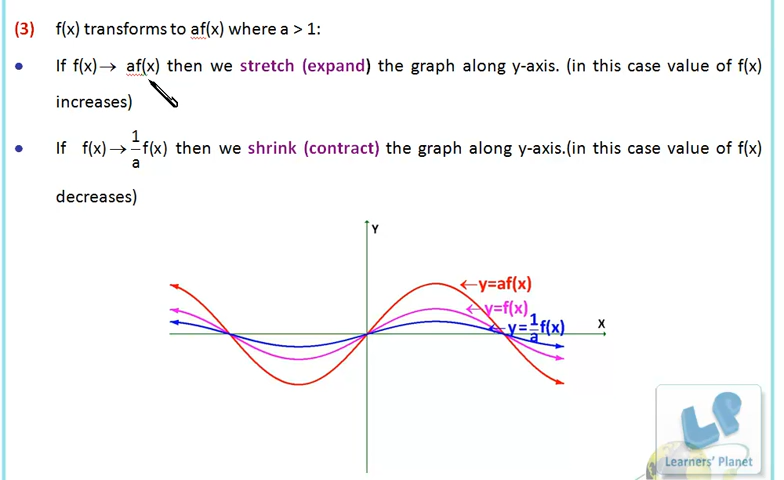 (3) f(x) transforms to af(x) where a > 1:
• If f(x)→ af(x) then we stretch (expand) the graph along y-axis. (in this case value of f(x)
increases)
• If f(x)→ 1/a f(x) then we shrink (contract) the graph along y-axis.(in this case value of f(x)
decreases)
Y
←y=af(x)
←y=f(x)
←y=1/a f(x)
X
LP
Learners' Planet